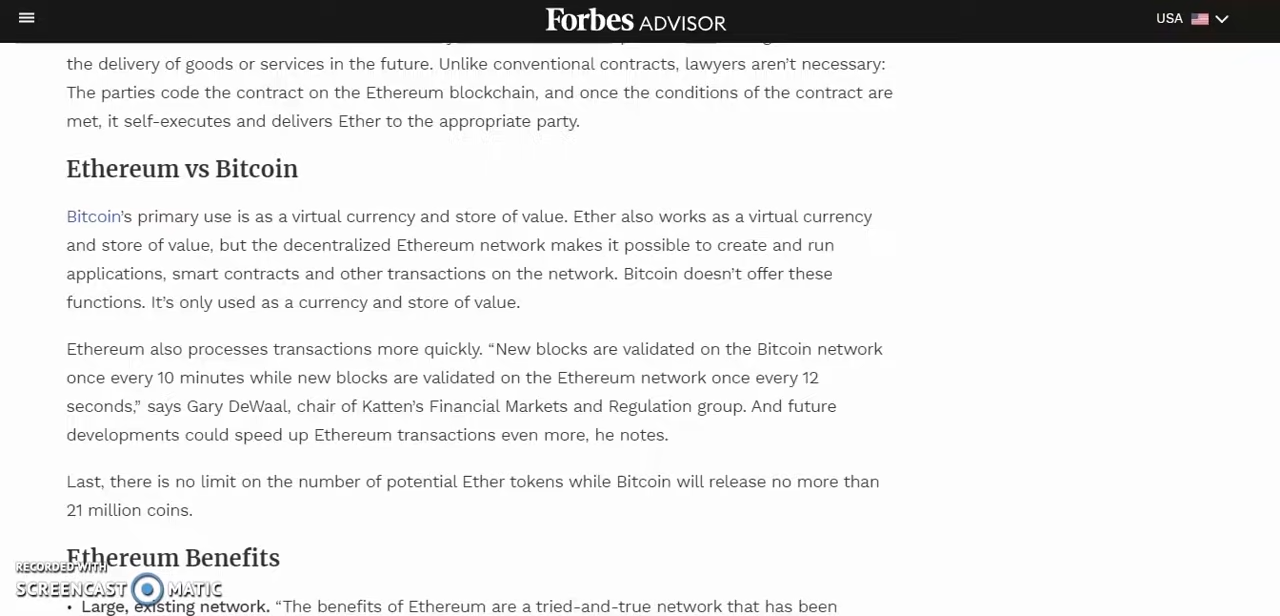 Forbes ADVISOR
USA
the delivery of goods or services in the future. Unlike conventional contracts, lawyers aren’t necessary:
The parties code the contract on the Ethereum blockchain, and once the conditions of the contract are
met, it self-executes and delivers Ether to the appropriate party.
Ethereum vs Bitcoin
Bitcoin’s primary use is as a virtual currency and store of value. Ether also works as a virtual currency
and store of value, but the decentralized Ethereum network makes it possible to create and run
applications, smart contracts and other transactions on the network. Bitcoin doesn’t offer these
functions. It’s only used as a currency and store of value.
Ethereum also processes transactions more quickly. “New blocks are validated on the Bitcoin network
once every 10 minutes while new blocks are validated on the Ethereum network once every 12
seconds,” says Gary DeWaal, chair of Katten’s Financial Markets and Regulation group. And future
developments could speed up Ethereum transactions even more, he notes.
Last, there is no limit on the number of potential Ether tokens while Bitcoin will release no more than
21 million coins.
Ethereum Benefits
RECORDED WITH
SCREENCAST MATIC
• Large, existing network. “The benefits of Ethereum are a tried-and-true network that has been